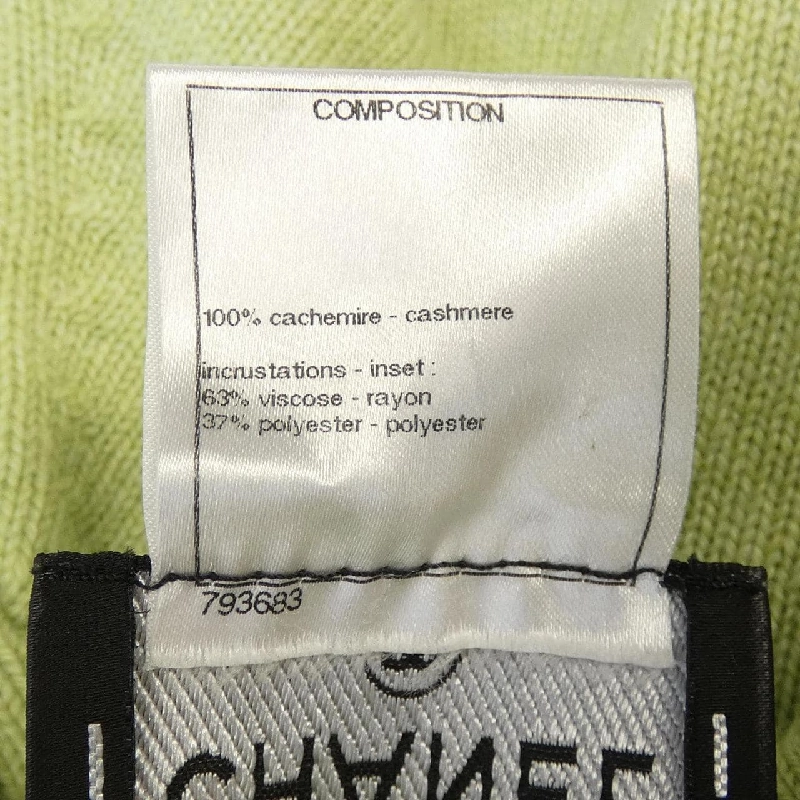 COMPOSITION
100% cachemire - cashmere
incrustations - inset :
63% viscose - rayon
37% polyester - polyester
793683
CHANEL